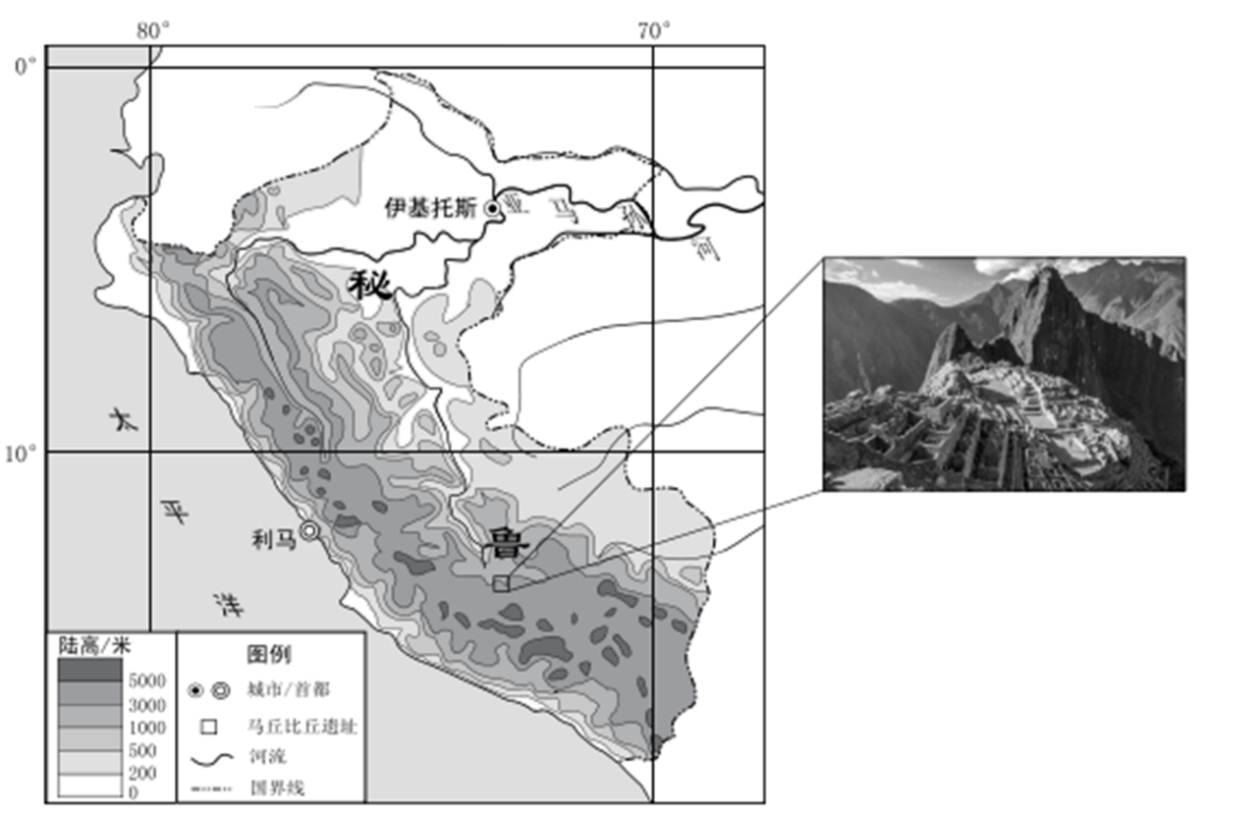 80° 70°
0°
伊基托斯
亚马孙河
秘
10°
太
平
利马
鲁
洋
陆高/米
5000
3000
1000
500
200
0
图例
城市/首都
马丘比丘遗址
河流
国界线